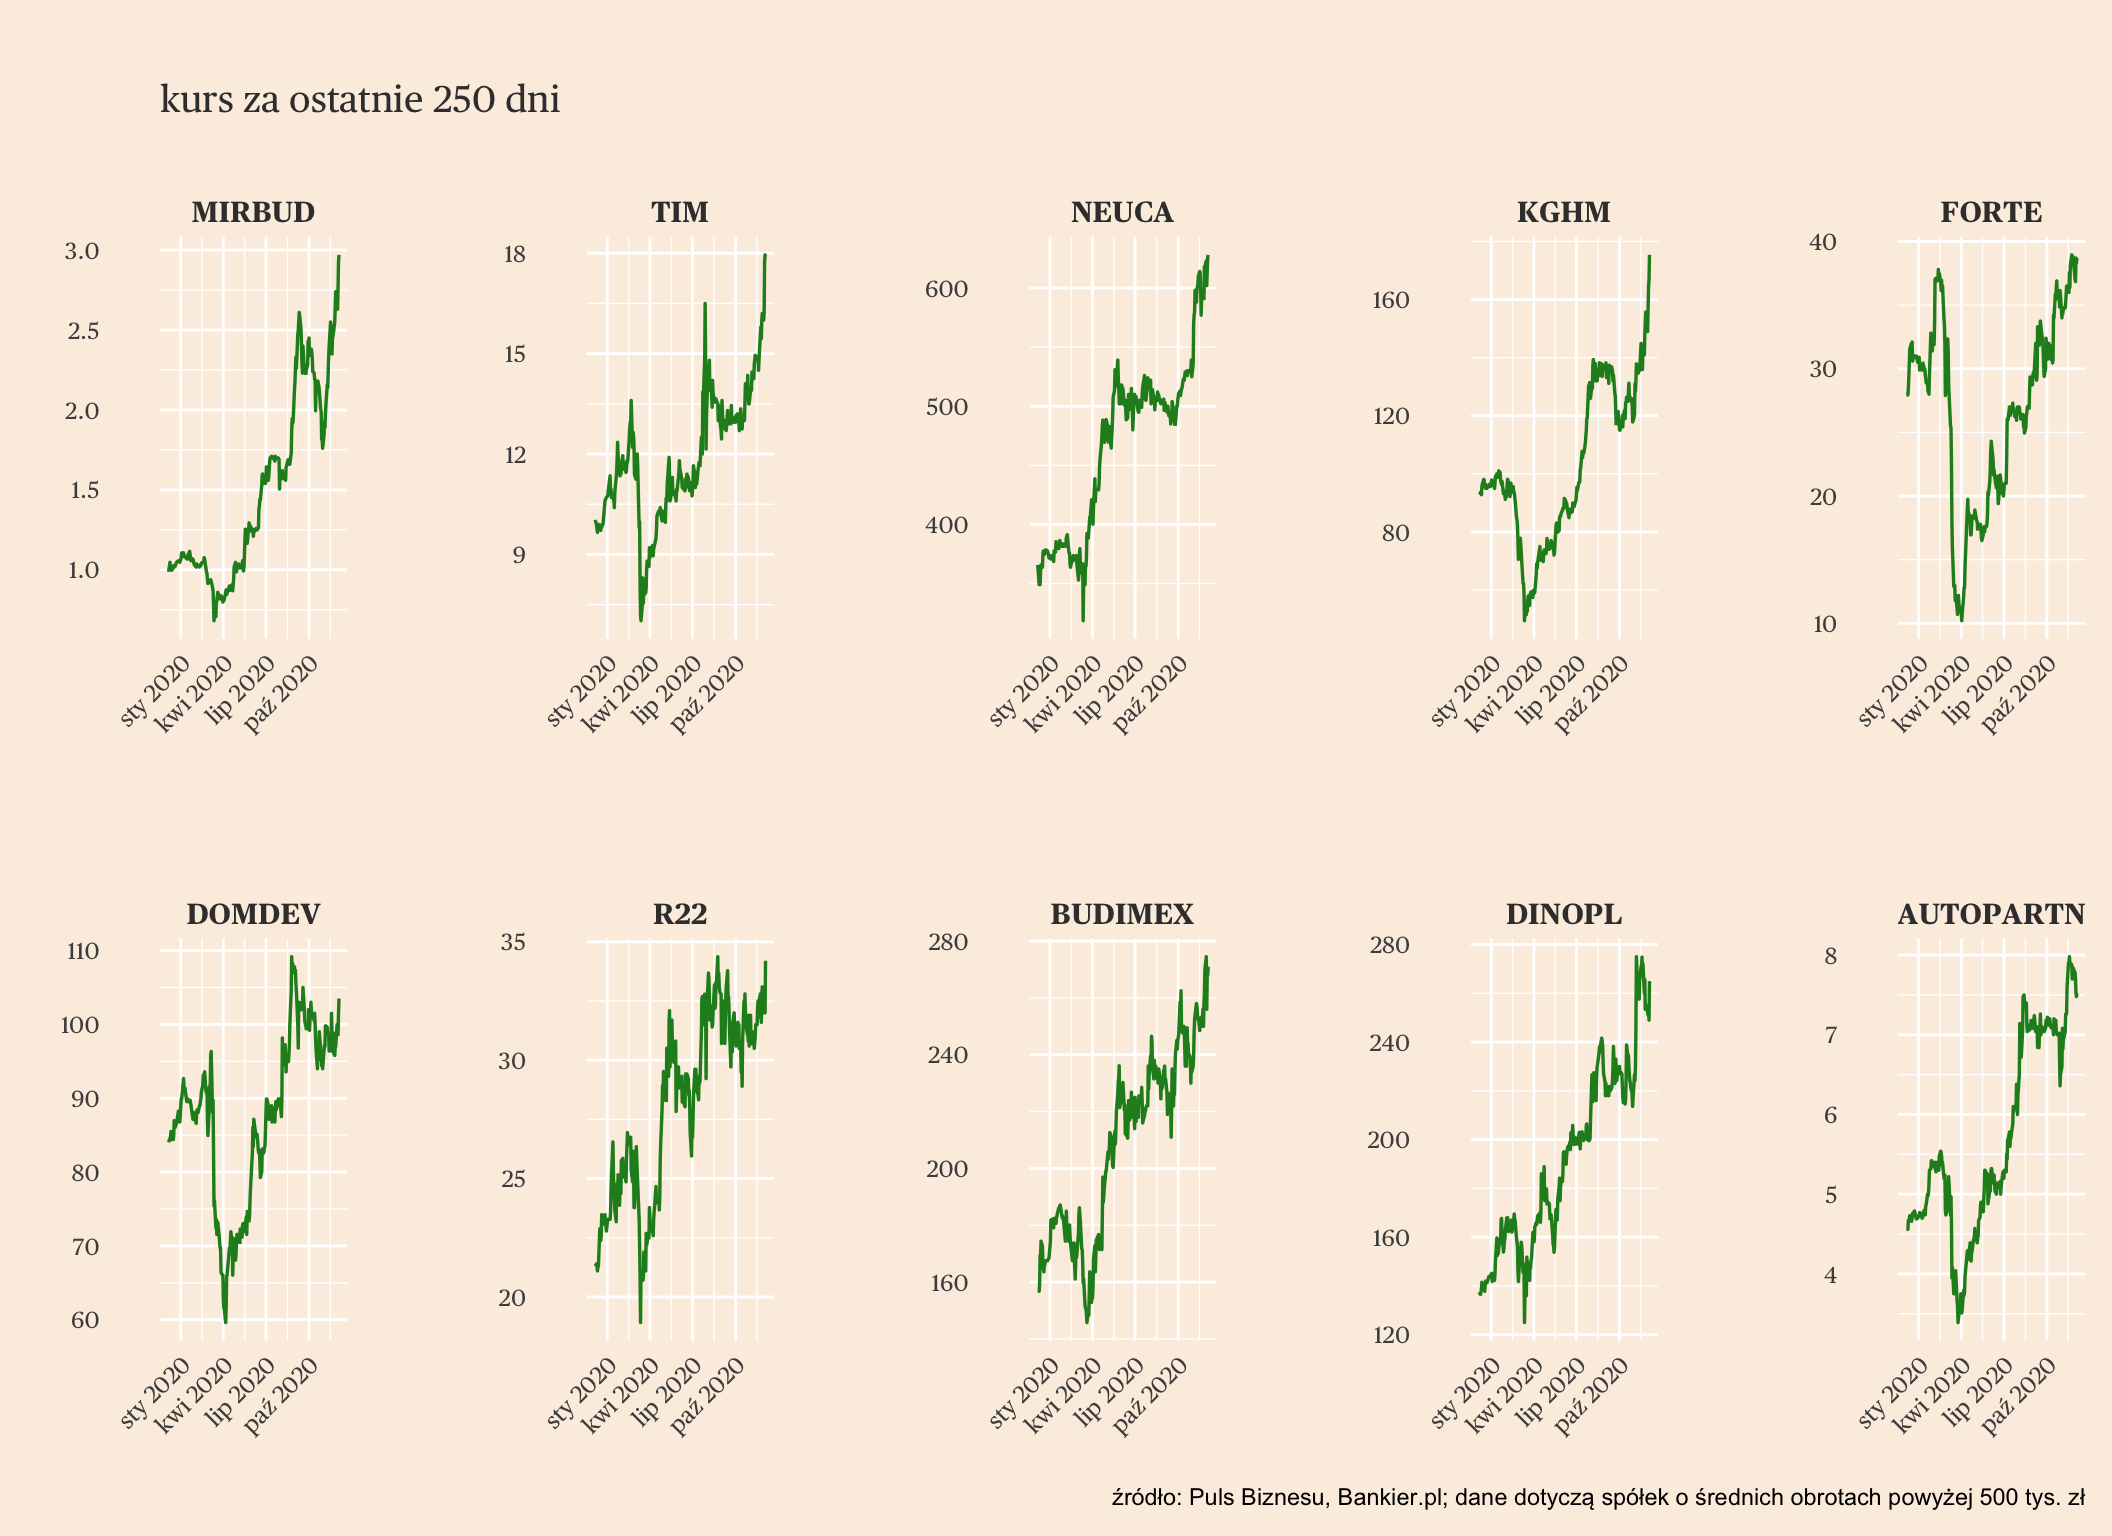 kurs za ostatnie 250 dni
MIRBUD
3.0
2.5
2.0
1.5
1.0
sty 2020
kwi 2020
lip 2020
paź 2020
TIM
18
15
12
9
sty 2020
kwi 2020
lip 2020
paź 2020
NEUCA
600
500
400
sty 2020
kwi 2020
lip 2020
paź 2020
KGHM
160
120
80
sty 2020
kwi 2020
lip 2020
paź 2020
FORTE
40
30
20
10
sty 2020
kwi 2020
lip 2020
paź 2020
DOMDEV
110
100
90
80
70
60
sty 2020
kwi 2020
lip 2020
paź 2020
R22
35
30
25
20
sty 2020
kwi 2020
lip 2020
paź 2020
BUDIMEX
280
240
200
160
sty 2020
kwi 2020
lip 2020
paź 2020
DINOPL
280
240
200
160
120
sty 2020
kwi 2020
lip 2020
paź 2020
AUTOPARTN
8
7
6
5
4
sty 2020
kwi 2020
lip 2020
paź 2020
źródło: Puls Biznesu, Bankier.pl; dane dotyczą spółek o średnich obrotach powyżej 500 tys. zł